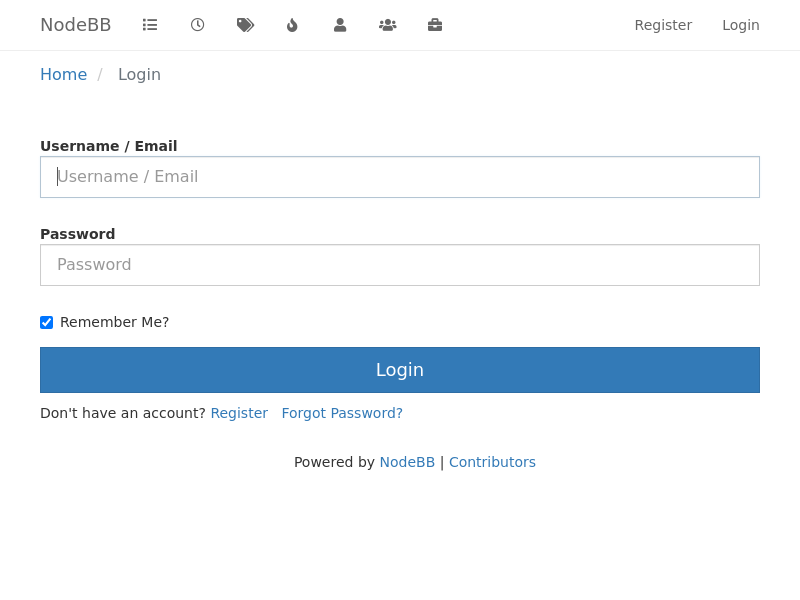 NodeBB Register Login
Home / Login
Username / Email
Username / Email
Password
Password
Remember Me?
Login
Don't have an account? Register Forgot Password?
Powered by NodeBB | Contributors